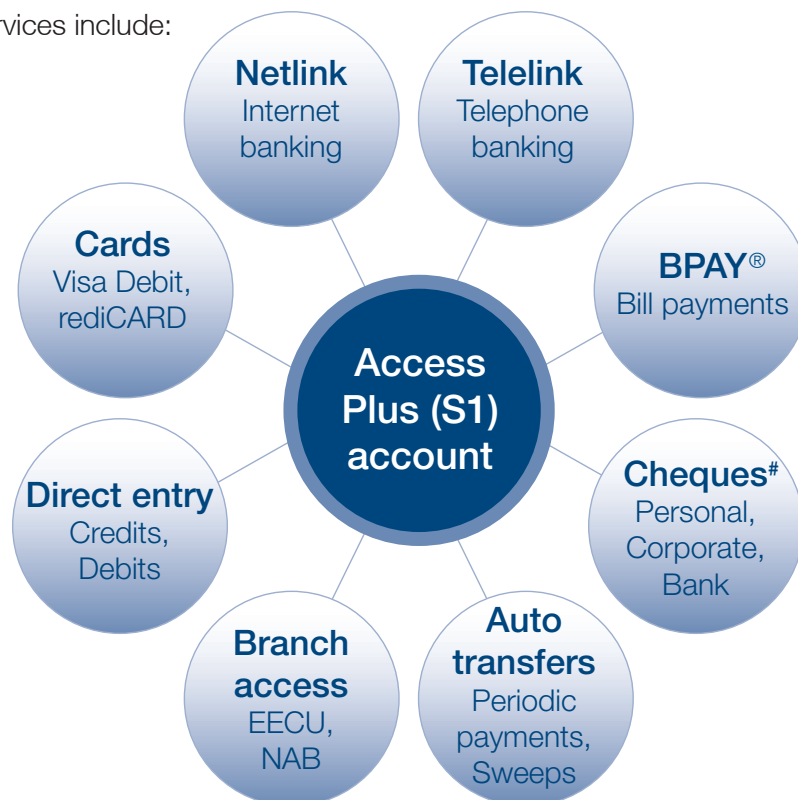 rvices include:
Netlink
Internet
banking
Telelink
Telephone
banking
Cards
Visa Debit,
rediCARD
BPAY®
Bill payments
Access
Plus (S1)
account
Direct entry
Credits,
Debits
Cheques#
Personal,
Corporate,
Bank
Branch
access
EECU,
NAB
Auto
transfers
Periodic
payments,
Sweeps